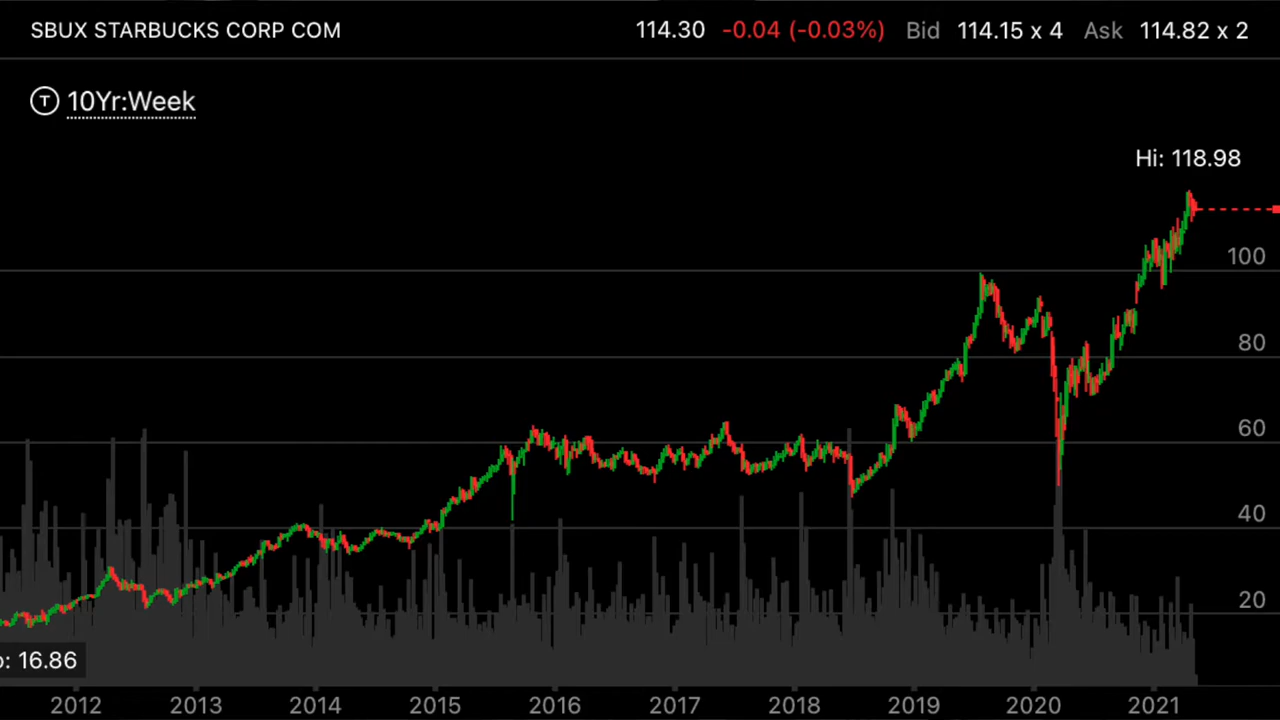 SBUX STARBUCKS CORP COM 114.30 -0.04 (-0.03%) Bid 114.15 x 4 Ask 114.82 x 2
T 10Yr:Week
Hi: 118.98
100
80
60
40
20
o: 16.86
2012 2013 2014 2015 2016 2017 2018 2019 2020 2021